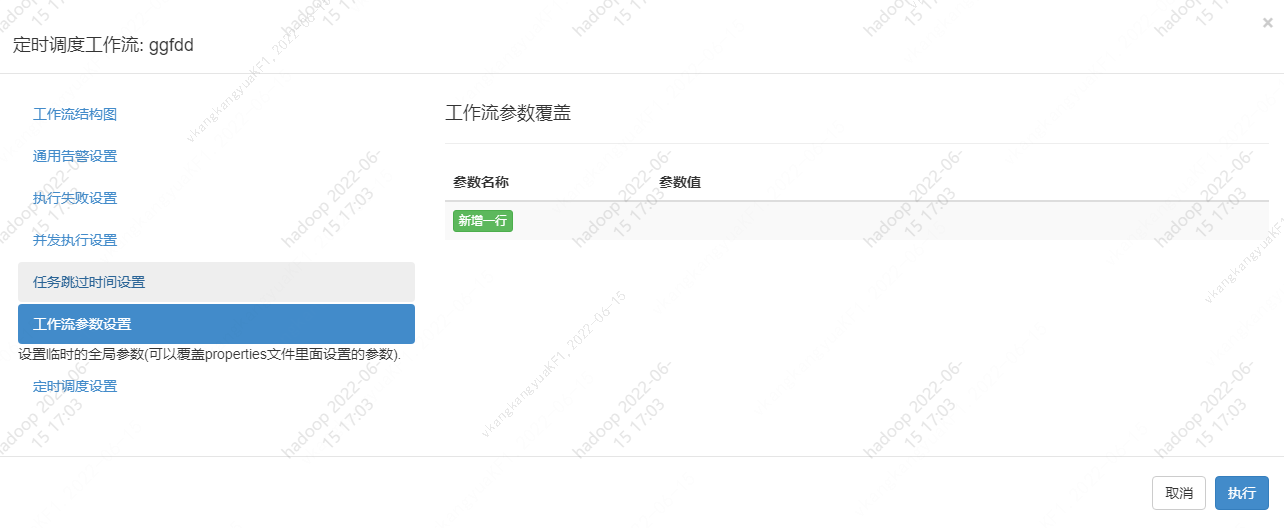 ×
定时调度工作流: ggfdd
工作流结构图
通用告警设置
执行失败设置
并发执行设置
任务跳过时间设置
工作流参数设置
设置临时的全局参数(可以覆盖properties文件里面设置的参数).
定时调度设置
工作流参数覆盖
参数名称 参数值
新增一行
取消 执行
hadoop 2022-06-
15 17:03
vkangkangyuaKF1, 2022-06-15